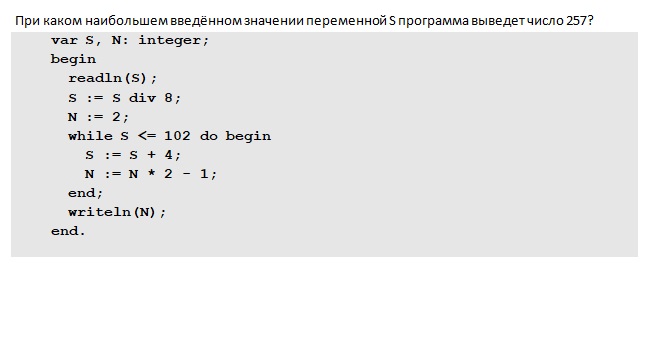 При каком наибольшем введённом значении переменной S программа выведет число 257?
var S, N: integer;
begin
readln(S);
S := S div 8;
N := 2;
while S <= 102 do begin
S := S + 4;
N := N * 2 - 1;
end;
writeln(N);
end.